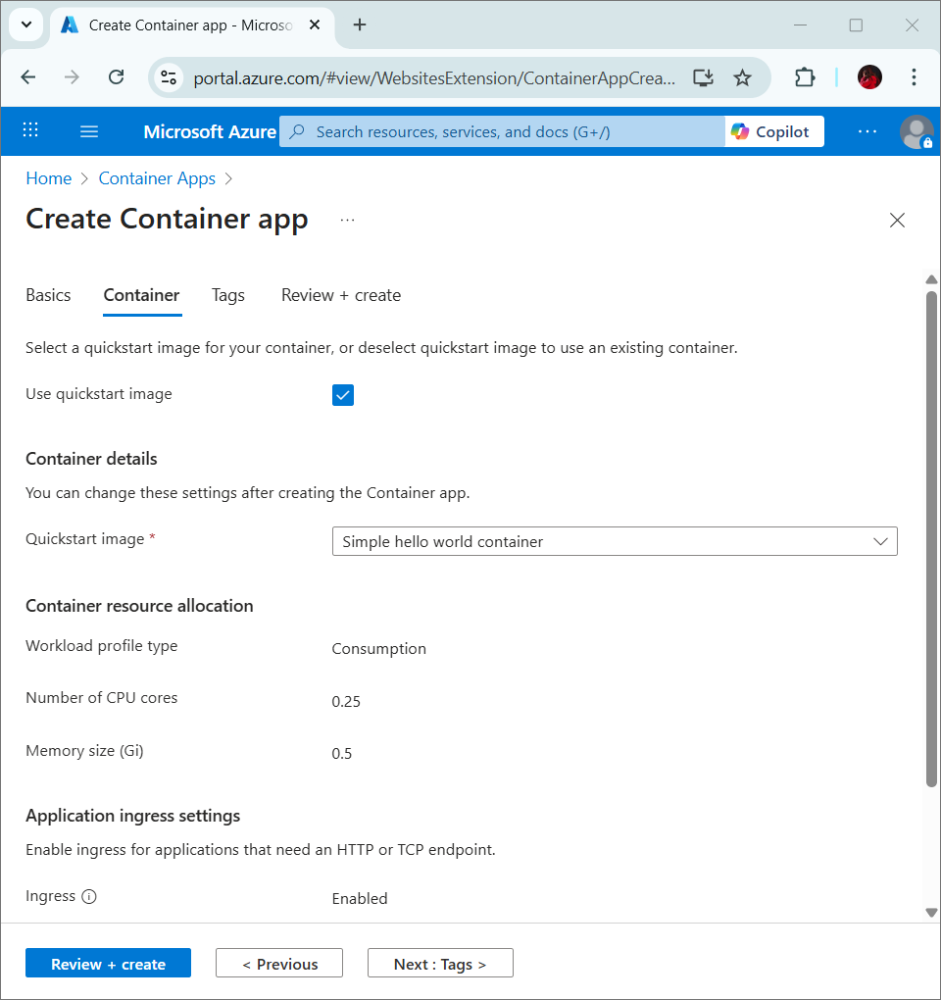 Create Container app - Microso
portal.azure.com/#view/WebsitesExtension/ContainerAppCrea...
Microsoft Azure
Search resources, services, and docs (G+/)
Copilot
Home > Container Apps >
Create Container app ...
Basics Container Tags Review + create
Select a quickstart image for your container, or deselect quickstart image to use an existing container.
Use quickstart image
Container details
You can change these settings after creating the Container app.
Quickstart image * Simple hello world container
Container resource allocation
Workload profile type Consumption
Number of CPU cores 0.25
Memory size (Gi) 0.5
Application ingress settings
Enable ingress for applications that need an HTTP or TCP endpoint.
Ingress Enabled
Review + create < Previous Next : Tags >